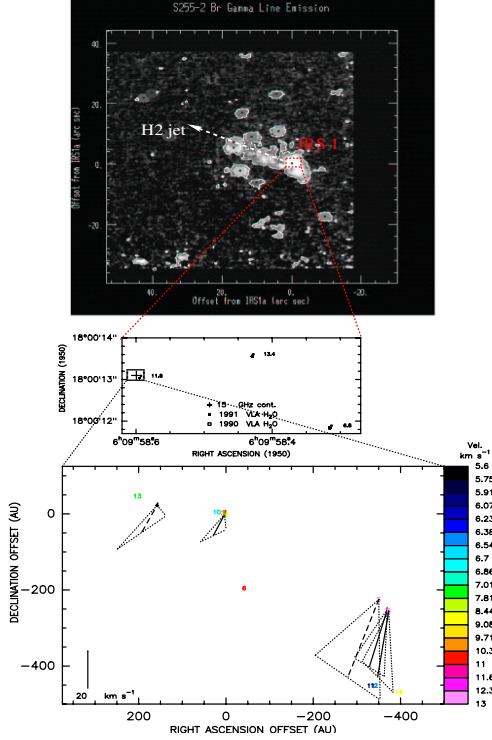 S255-2 Br Gamma Line Emission
40.
20.
0.
-20.
H2 jet
IRS 1
Offset from IRS1a (arc sec)
40. 20. 0. -20.
Offset from IRS1a (arc sec)
18°00'14"
18°00'13"
18°00'12"
DECLINATION (1950)
13.4
11.8
6.8
+ 15 GHz cont.
1991 VLA H₂O
1990 VLA H₂O
6ʰ09ᵐ58ˢ.6 6ʰ09ᵐ58ˢ.4
RIGHT ASCENSION (1950)
Vel.
km s⁻¹
5.6
5.75
5.91
6.07
6.23
6.38
6.54
6.7
6.86
7.01
7.81
8.44
9.08
9.71
10.3
11
11.6
12.3
13
DECLINATION OFFSET (AU)
0
-200
-400
13
10
6
12
14
20 km s⁻¹
200 0 -200 -400
RIGHT ASCENSION OFFSET (AU)